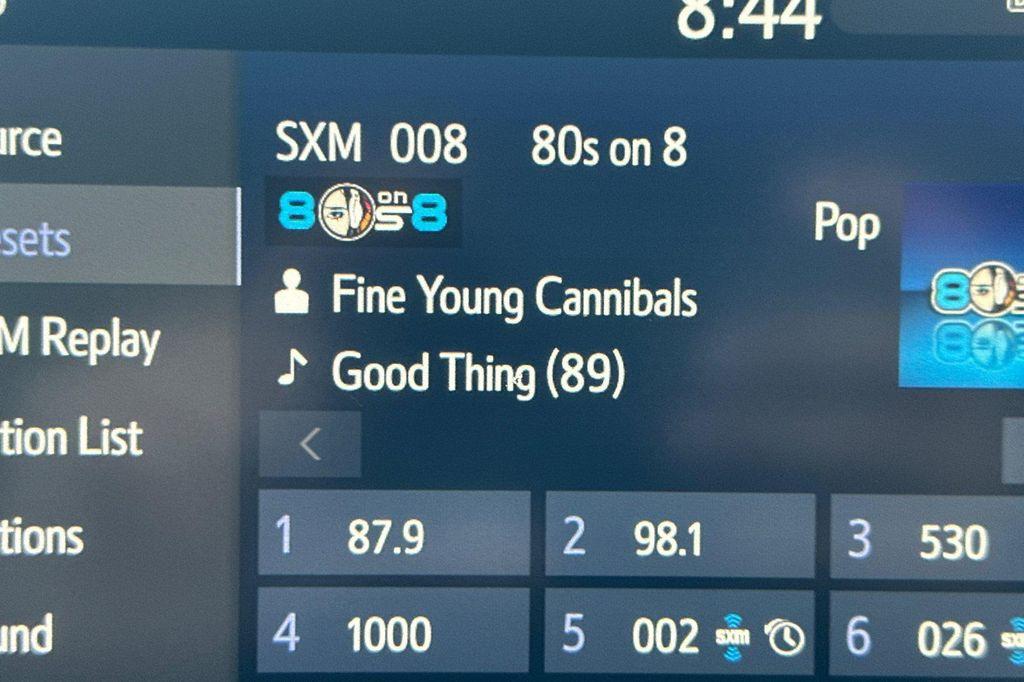 8:44
urce
SXM 008 80s on 8
80s on 8
Pop
esets
Fine Young Cannibals
M Replay
Good Thing (89)
tion List
1 87.9 2 98.1 3 530
tions
4 1000 5 002 sxm 6 026 sx
und